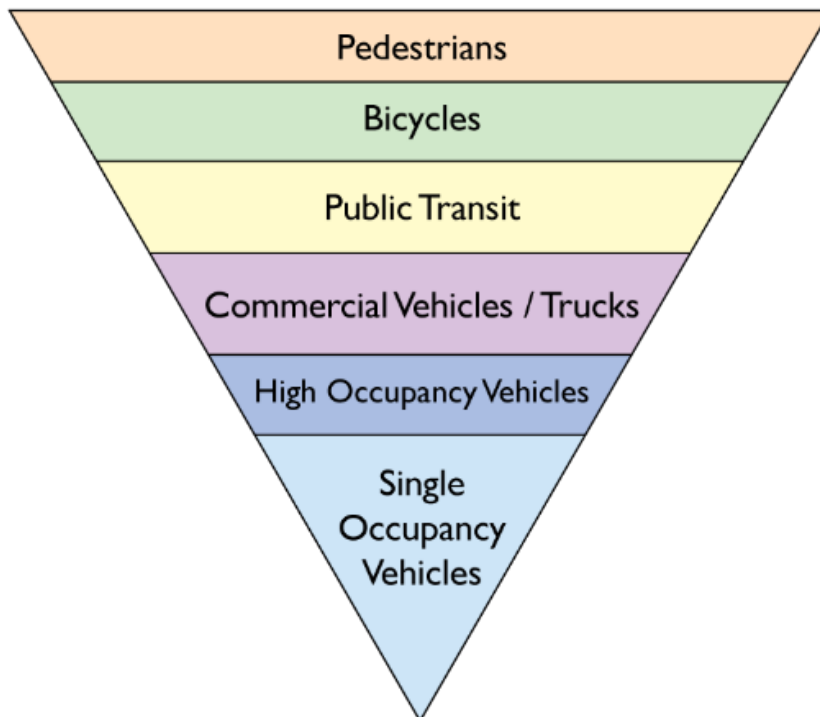 Pedestrians
Bicycles
Public Transit
Commercial Vehicles / Trucks
High Occupancy Vehicles
Single
Occupancy
Vehicles